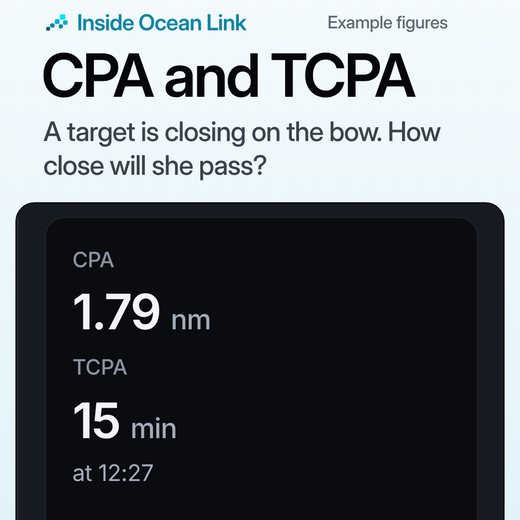 Inside Ocean Link
Example figures
CPA and TCPA
A target is closing on the bow. How
close will she pass?
CPA
1.79 nm
TCPA
15 min
at 12:27